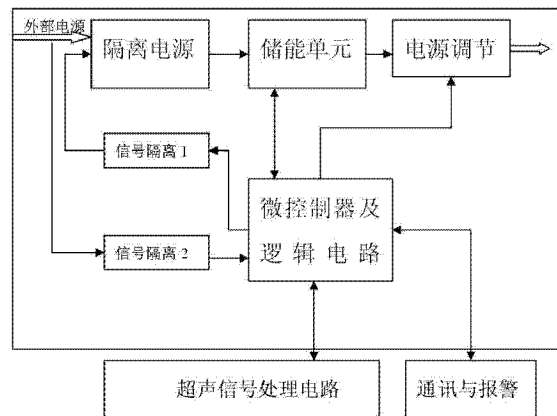 外部电源
隔离电源
储能单元
电源调节
信号隔离1
微控制器及
逻辑电路
信号隔离2
超声信号处理电路
通讯与报警